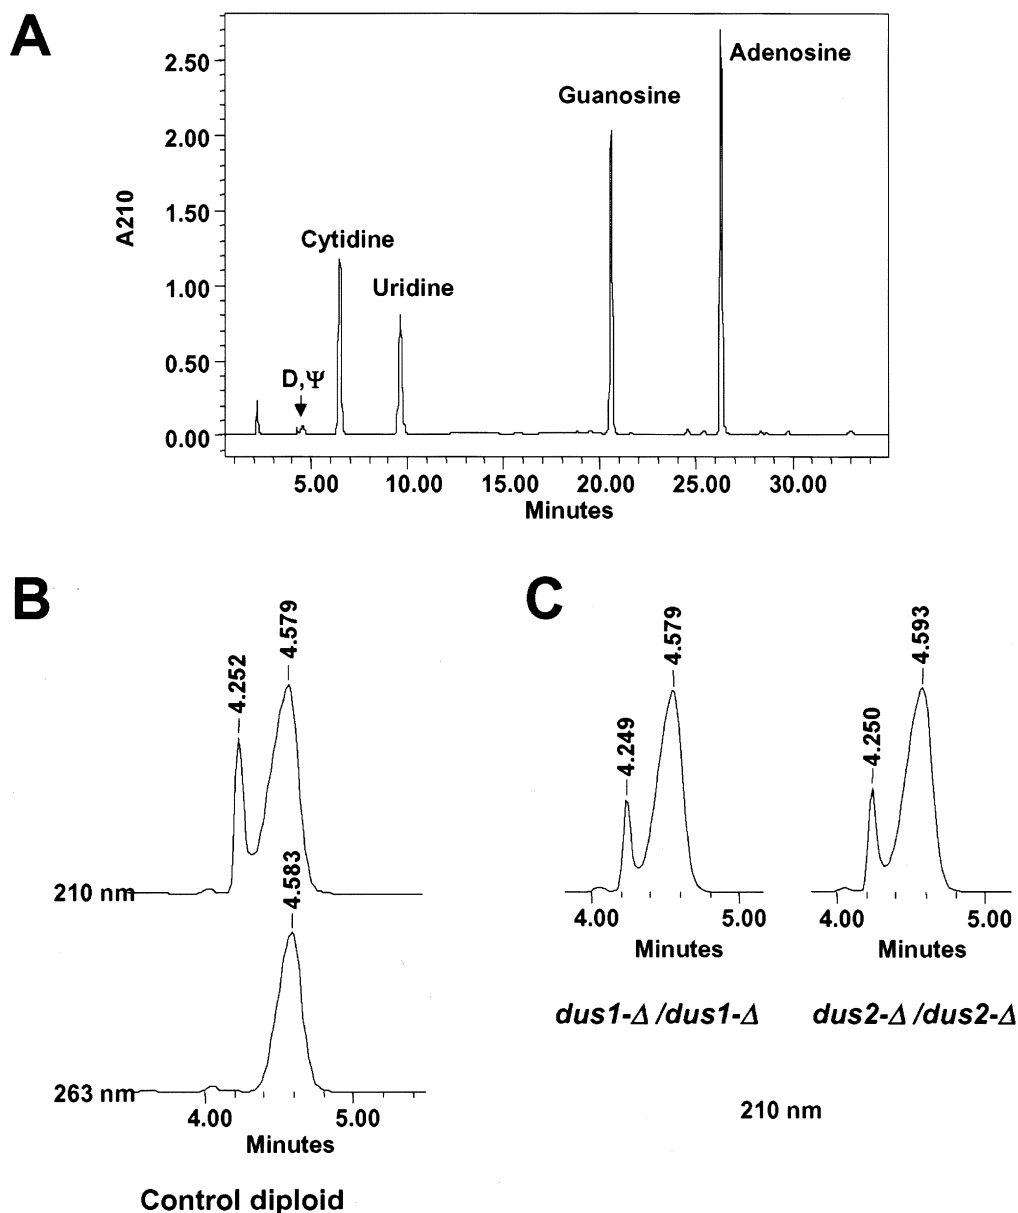 A
2.50
2.00
1.50
1.00
0.50
0.00
A210
Adenosine
Guanosine
Cytidine
Uridine
D,Ψ
5.00 10.00 15.00 20.00 25.00 30.00
Minutes
B
4.252
4.579
210 nm
4.583
263 nm
4.00 5.00
Minutes
Control diploid
C
4.249
4.579
4.00 5.00
Minutes
dus1-Δ /dus1-Δ
4.250
4.593
4.00 5.00
Minutes
dus2-Δ /dus2-Δ
210 nm